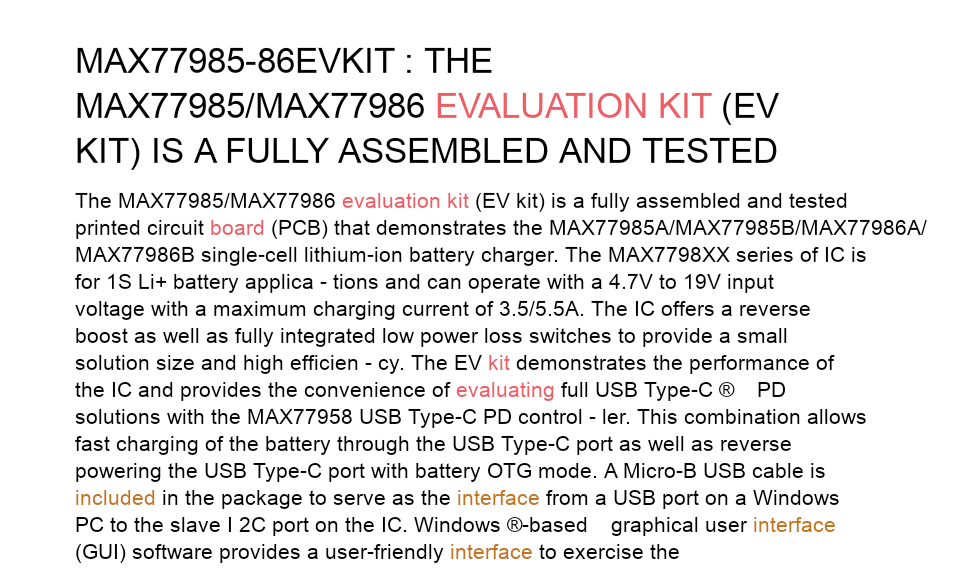 MAX77985-86EVKIT : THE
MAX77985/MAX77986 EVALUATION KIT (EV
KIT) IS A FULLY ASSEMBLED AND TESTED
The MAX77985/MAX77986 evaluation kit (EV kit) is a fully assembled and tested
printed circuit board (PCB) that demonstrates the MAX77985A/MAX77985B/MAX77986A/
MAX77986B single-cell lithium-ion battery charger. The MAX7798XX series of IC is
for 1S Li+ battery applica - tions and can operate with a 4.7V to 19V input
voltage with a maximum charging current of 3.5/5.5A. The IC offers a reverse
boost as well as fully integrated low power loss switches to provide a small
solution size and high efficien - cy. The EV kit demonstrates the performance of
the IC and provides the convenience of evaluating full USB Type-C ® PD
solutions with the MAX77958 USB Type-C PD control - ler. This combination allows
fast charging of the battery through the USB Type-C port as well as reverse
powering the USB Type-C port with battery OTG mode. A Micro-B USB cable is
included in the package to serve as the interface from a USB port on a Windows
PC to the slave I 2C port on the IC. Windows ®-based graphical user interface
(GUI) software provides a user-friendly interface to exercise the